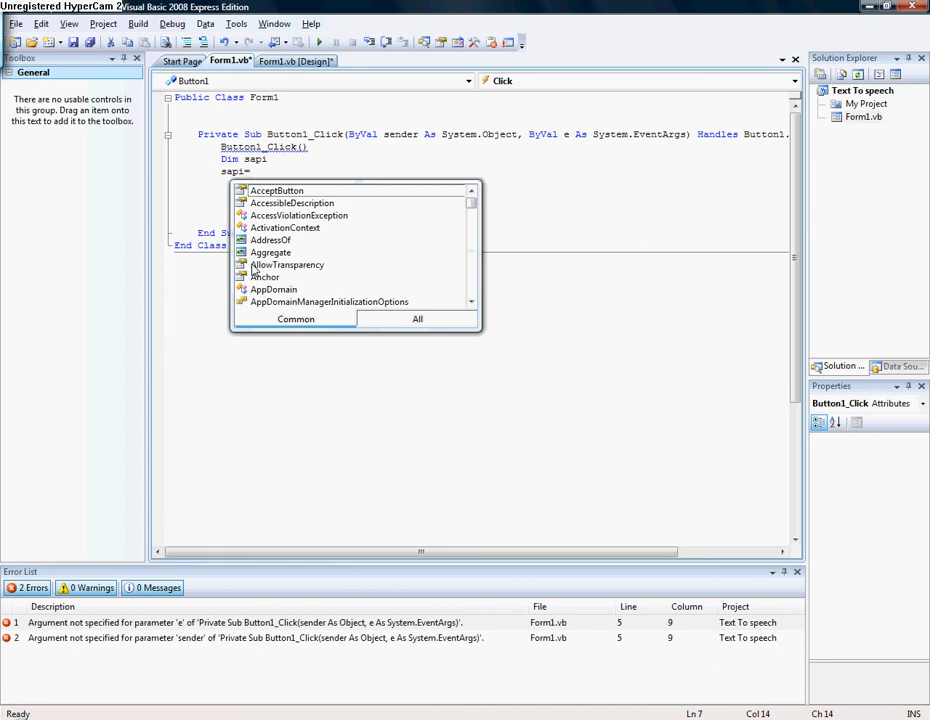 Unregistered HyperCam 2
Visual Basic 2008 Express Edition
File Edit View Project Build Debug Data Tools Window Help
Toolbox
General
There are no usable controls in
this group. Drag an item onto
this text to add it to the toolbox.
Start Page Form1.vb* Form1.vb [Design]*
Button1 Click
Public Class Form1
Private Sub Button1_Click(ByVal sender As System.Object, ByVal e As System.EventArgs) Handles Button1.
Button1_Click()
Dim sapi
sapi=
AcceptButton
AccessibleDescription
AccessViolationException
ActivationContext
AddressOf
Aggregate
AllowTransparency
Anchor
AppDomain
AppDomainManagerInitializationOptions
Common All
End Su
End Class
Solution Explorer
Text To speech
My Project
Form1.vb
Solution ... Data Sou...
Properties
Button1_Click Attributes
Error List
2 Errors 0 Warnings 0 Messages
Description File Line Column Project
1 Argument not specified for parameter 'e' of 'Private Sub Button1_Click(sender As Object, e As System.EventArgs)'. Form1.vb 5 9 Text To speech
2 Argument not specified for parameter 'sender' of 'Private Sub Button1_Click(sender As Object, e As System.EventArgs)'. Form1.vb 5 9 Text To speech
Ready Ln 7 Col 14 Ch 14 INS